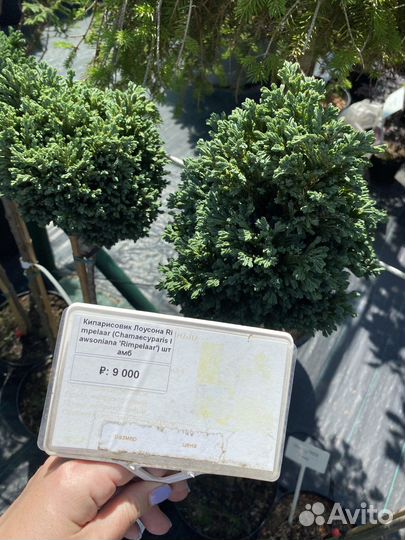 Кипарисовик Лоусона Ri
mpelaar (Chamaecyparis l
awsoniana 'Rimpelaar') шт
амб
₽: 9 000
размер
цена
Avito